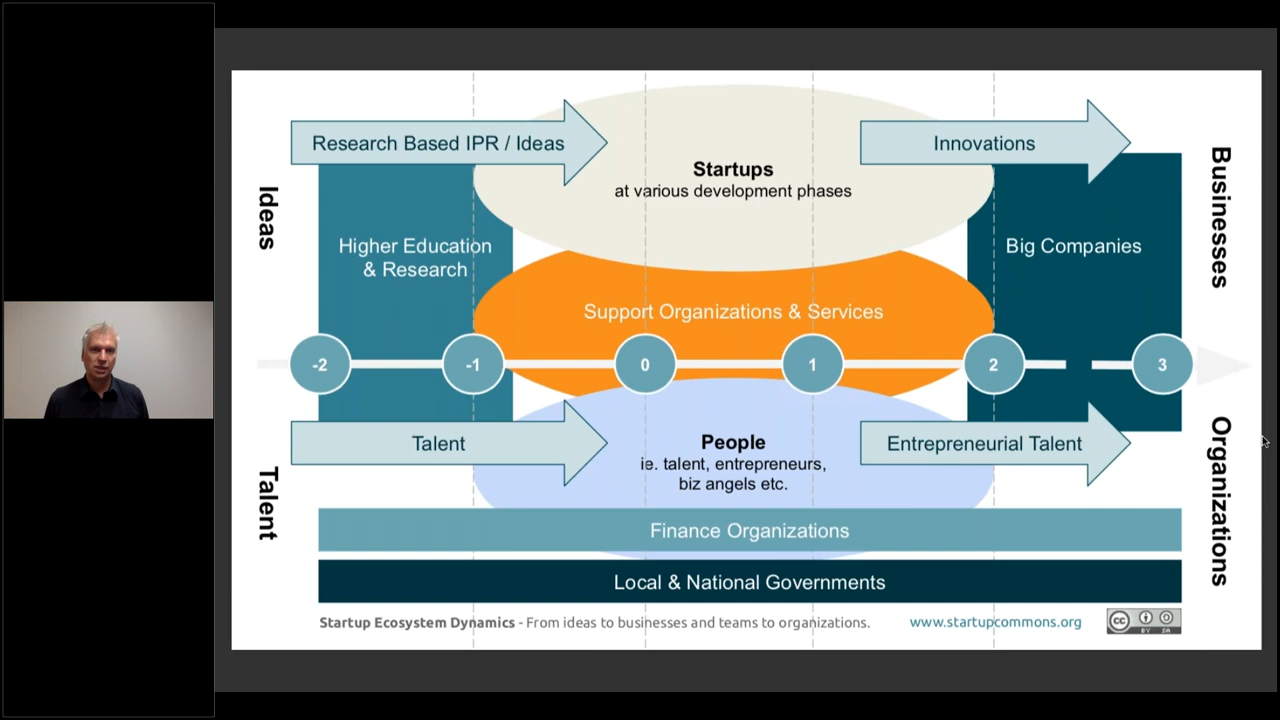 Research Based IPR / Ideas
Innovations
Startups
at various development phases
Ideas
Businesses
Higher Education
& Research
Big Companies
Support Organizations & Services
-2
-1
0
1
2
3
Talent
Talent
People
ie. talent, entrepreneurs,
biz angels etc.
Entrepreneurial Talent
Organizations
Finance Organizations
Local & National Governments
Startup Ecosystem Dynamics - From ideas to businesses and teams to organizations.
www.startupcommons.org
cc
BY SA